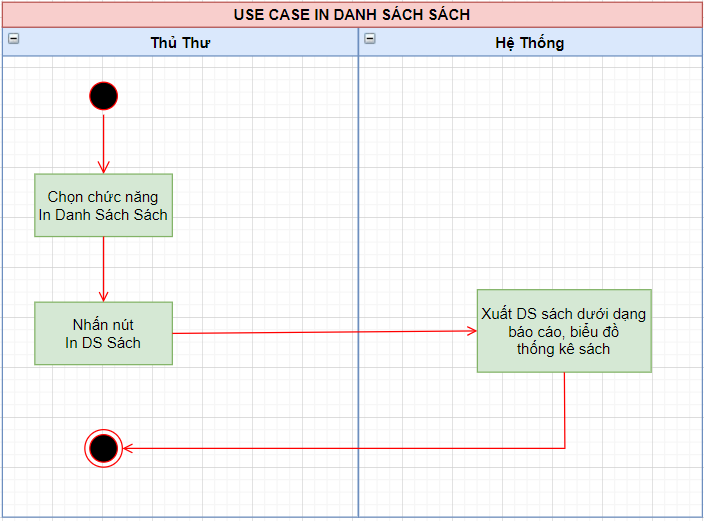 USE CASE IN DANH SÁCH SÁCH
Thủ Thư
Hệ Thống
Chọn chức năng
In Danh Sách Sách
Nhấn nút
In DS Sách
Xuất DS sách dưới dạng
báo cáo, biểu đồ
thống kê sách